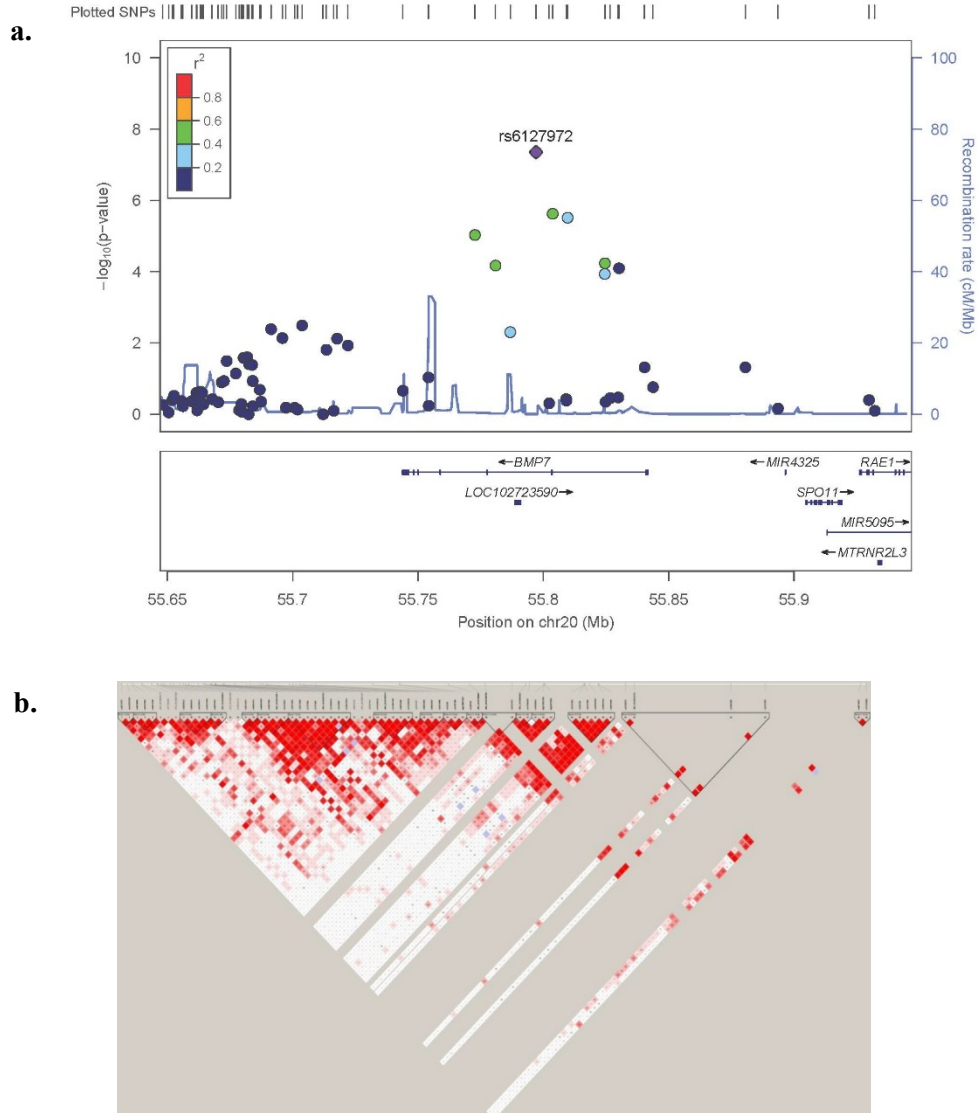 Plotted SNPs
a.
10
100
r²
0.8
0.6
0.4
0.2
8
80
rs6127972
6
60
4
40
2
20
0
0
−log₁₀(p−value)
Recombination rate (cM/Mb)
BMP7
MIR4325
RAE1
LOC102723590
SPO11
MIR5095
MTRNR2L3
55.65
55.7
55.75
55.8
55.85
55.9
Position on chr20 (Mb)
b.